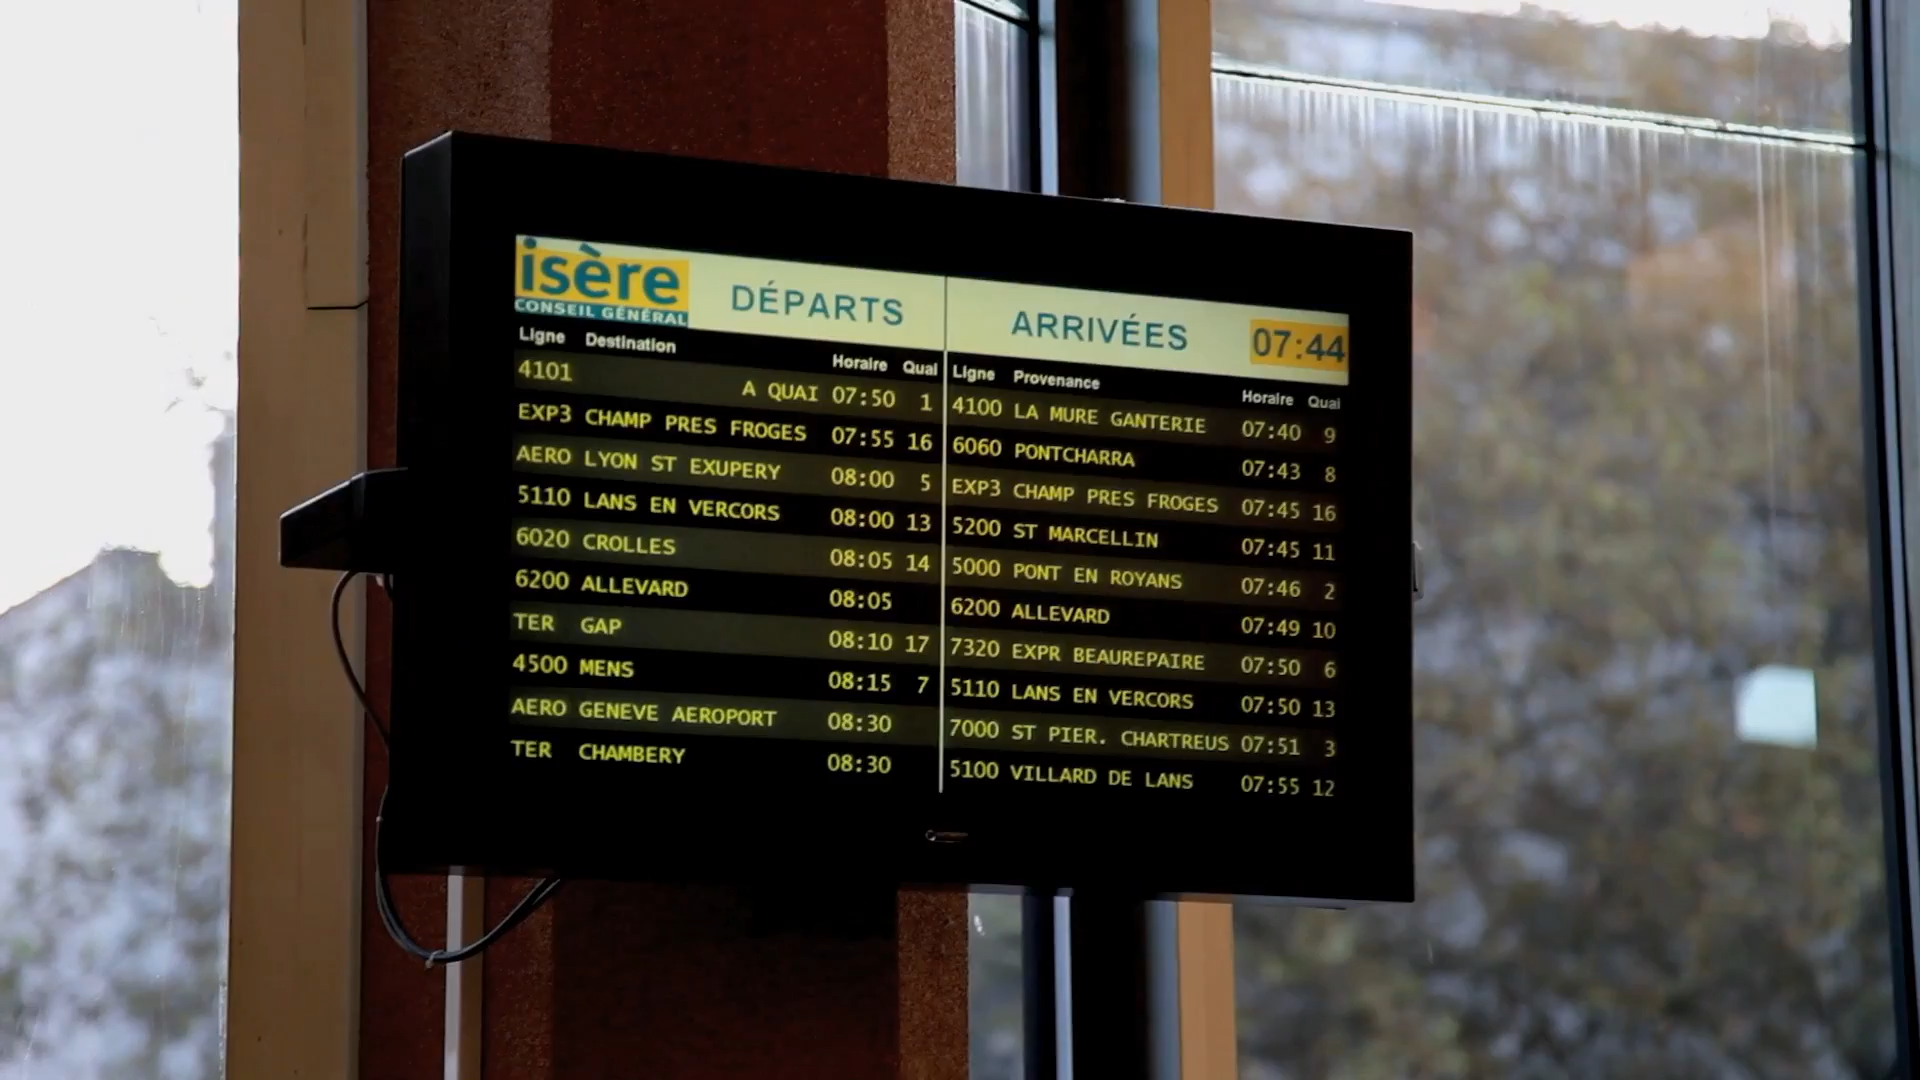 isère
CONSEIL GÉNÉRAL
DÉPARTS
Ligne Destination Horaire Quai
4101 A QUAI 07:50 1
EXP3 CHAMP PRES FROGES 07:55 16
AERO LYON ST EXUPERY 08:00 5
5110 LANS EN VERCORS 08:00 13
6020 CROLLES 08:05 14
6200 ALLEVARD 08:05
TER GAP 08:10 17
4500 MENS 08:15 7
AERO GENEVE AEROPORT 08:30
TER CHAMBERY 08:30
ARRIVÉES 07:44
Ligne Provenance Horaire Quai
4100 LA MURE GANTERIE 07:40 9
6060 PONTCHARRA 07:43 8
EXP3 CHAMP PRES FROGES 07:45 16
5200 ST MARCELLIN 07:45 11
5000 PONT EN ROYANS 07:46 2
6200 ALLEVARD 07:49 10
7320 EXPR BEAUREPAIRE 07:50 6
5110 LANS EN VERCORS 07:50 13
7000 ST PIER. CHARTREUS 07:51 3
5100 VILLARD DE LANS 07:55 12